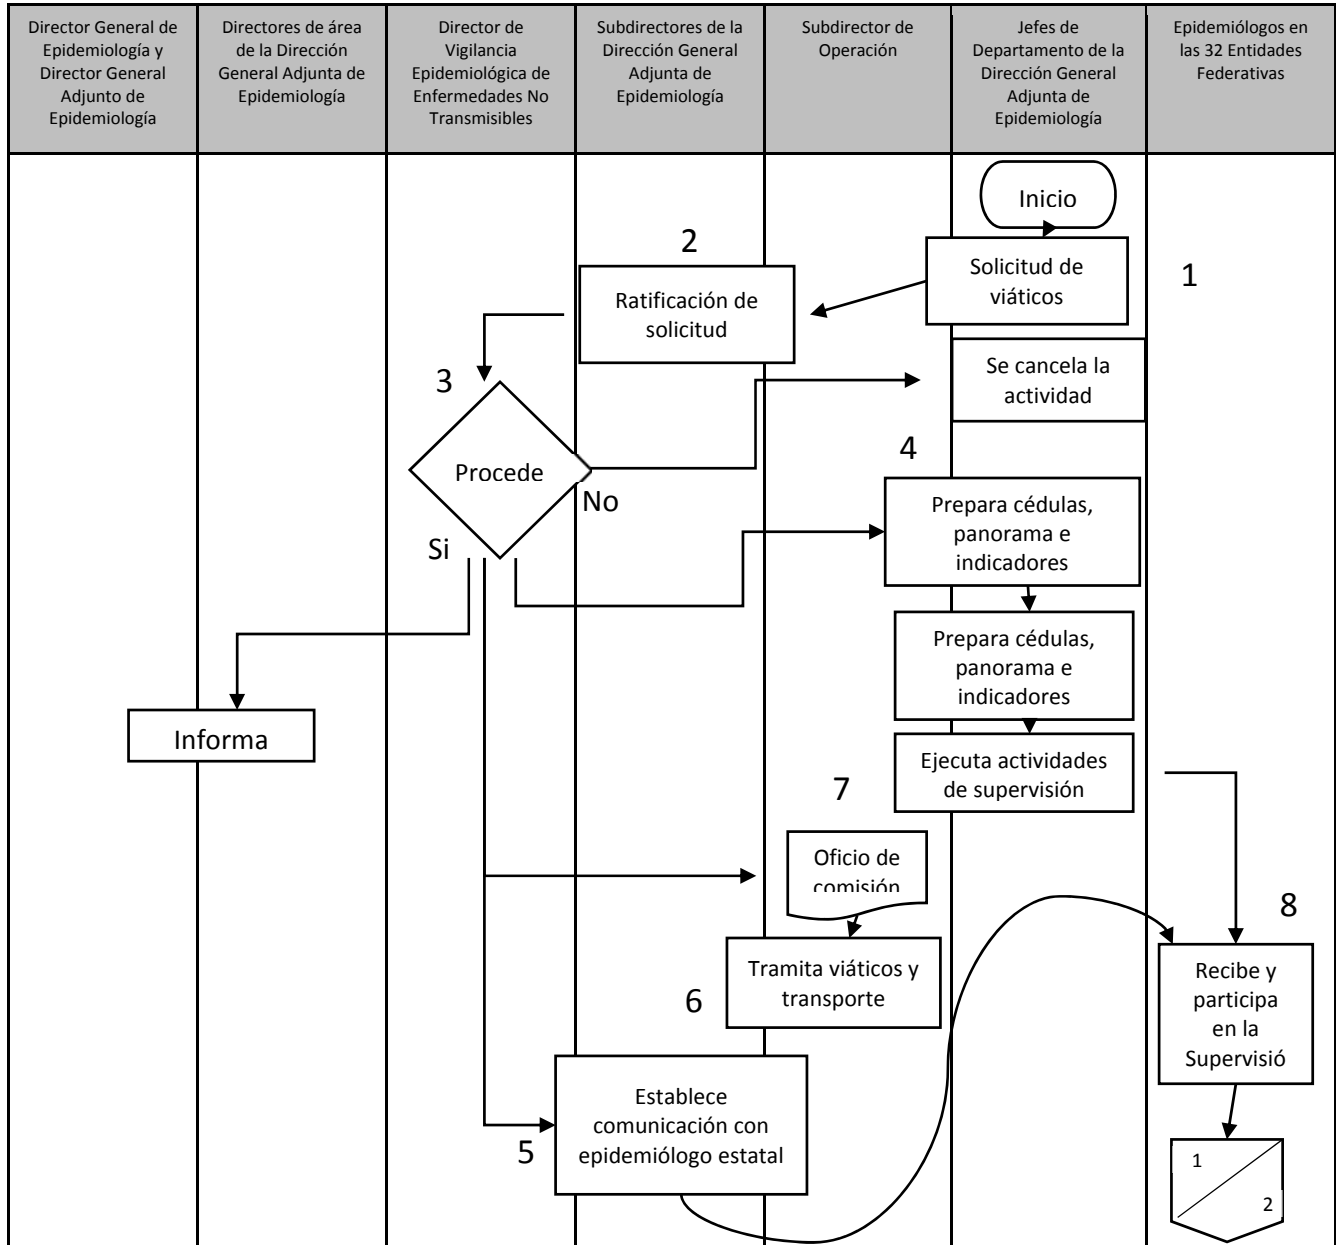 Director General de
Epidemiología y
Director General
Adjunto de
Epidemiología
Directores de área
de la Dirección
General Adjunta de
Epidemiología
Director de
Vigilancia
Epidemiológica de
Enfermedades No
Transmisibles
Subdirectores de la
Dirección General
Adjunta de
Epidemiología
Subdirector de
Operación
Jefes de
Departamento de la
Dirección General
Adjunta de
Epidemiología
Epidemiólogos en
las 32 Entidades
Federativas
Inicio
1
Solicitud de
viáticos
2
Ratificación de
solicitud
Se cancela la
actividad
3
Procede
No
Si
4
Prepara cédulas,
panorama e
indicadores
Prepara cédulas,
panorama e
indicadores
Informa
Ejecuta actividades
de supervisión
7
Oficio de
comisión
8
Tramita viáticos y
transporte
6
Recibe y
participa
en la
Supervisió
Establece
comunicación con
epidemiólogo estatal
5
1
2